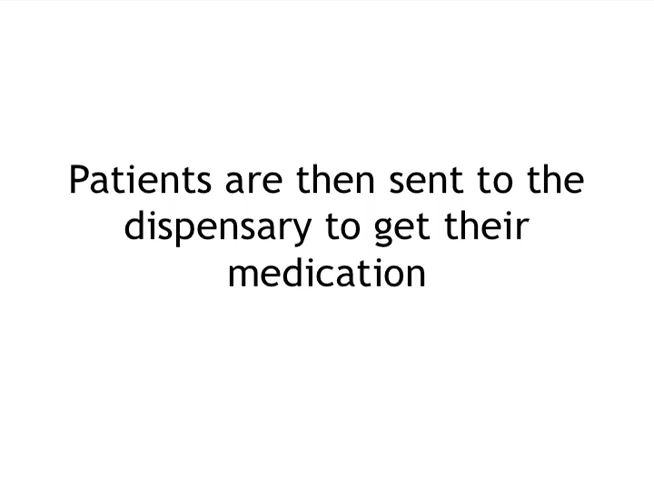 Patients are then sent to the
dispensary to get their
medication